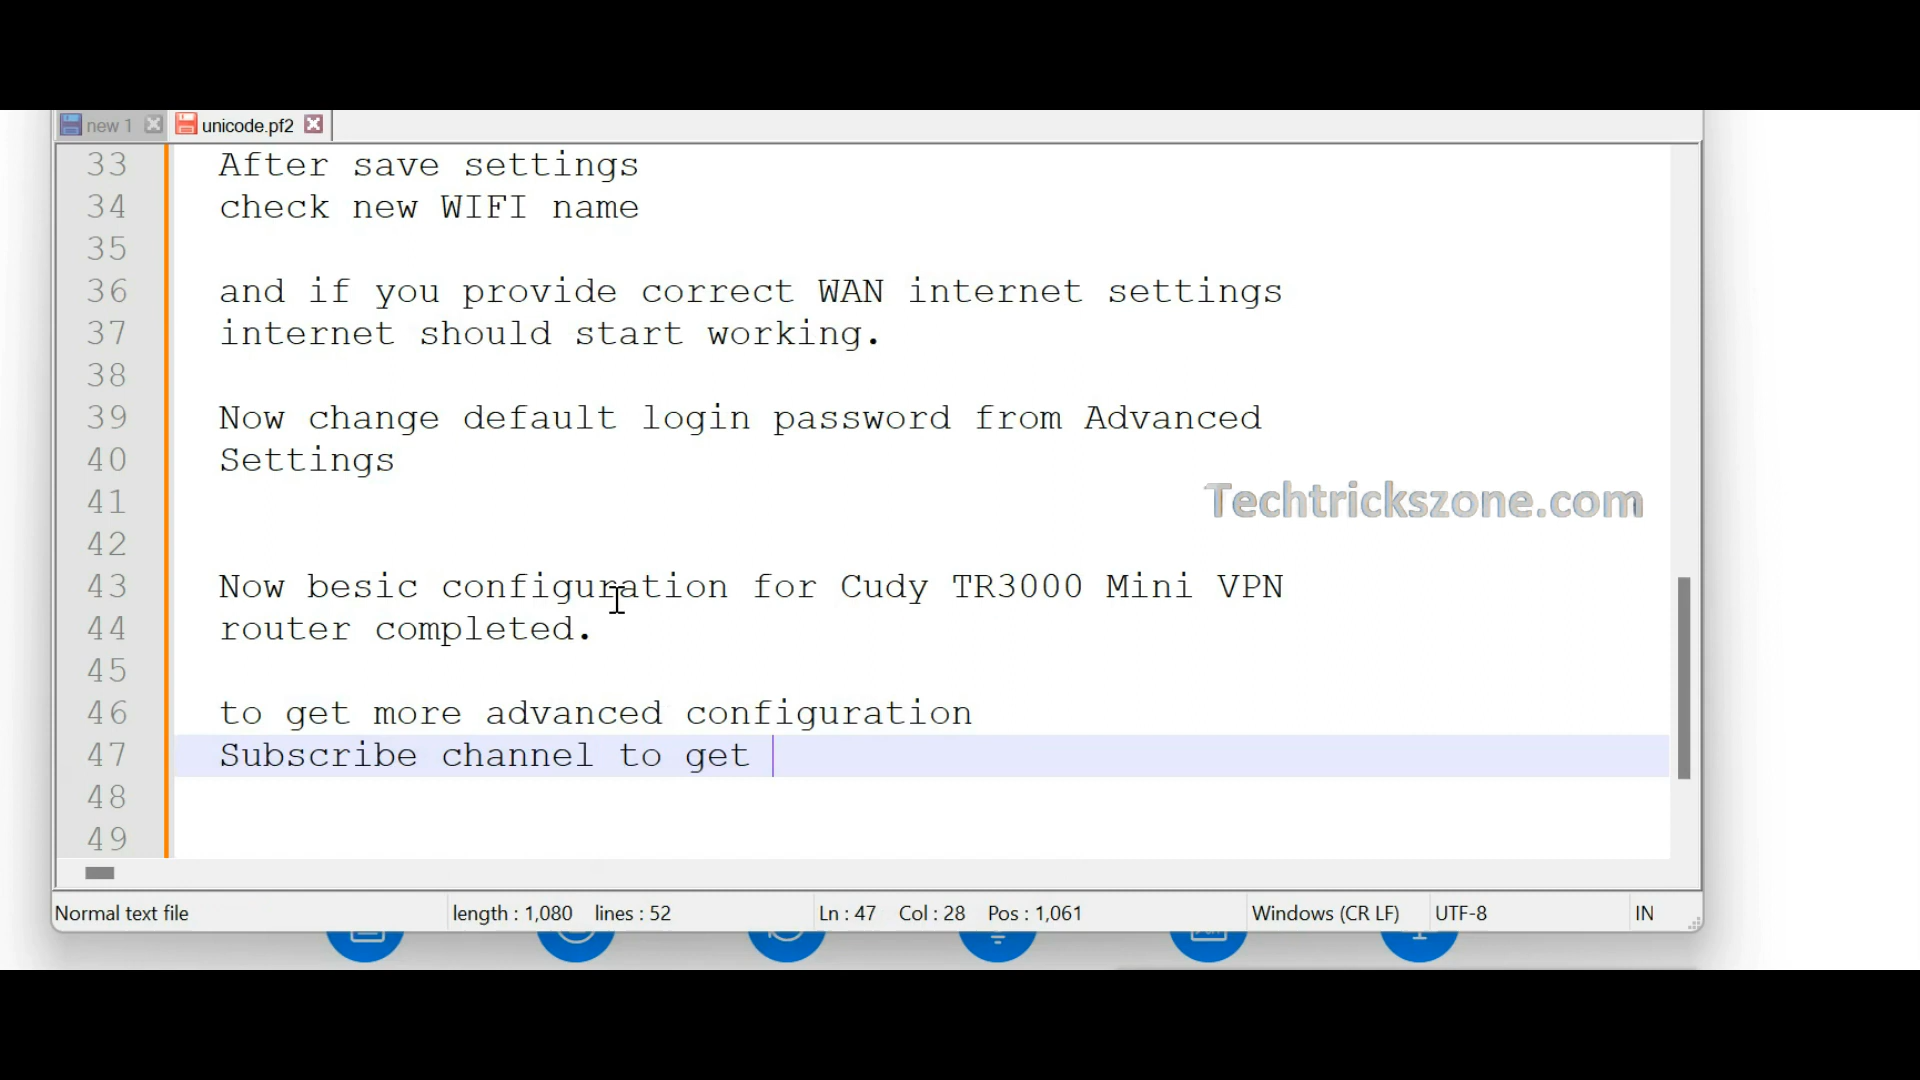 new 1 unicode.pf2
33 After save settings
34 check new WIFI name
35
36 and if you provide correct WAN internet settings
37 internet should start working.
38
39 Now change default login password from Advanced
40 Settings
41
Techtrickszone.com
42
43 Now besic configuration for Cudy TR3000 Mini VPN
44 router completed.
45
46 to get more advanced configuration
47 Subscribe channel to get
48
49
Normal text file length : 1,080 lines : 52 Ln : 47 Col : 28 Pos : 1,061 Windows (CR LF) UTF-8 IN